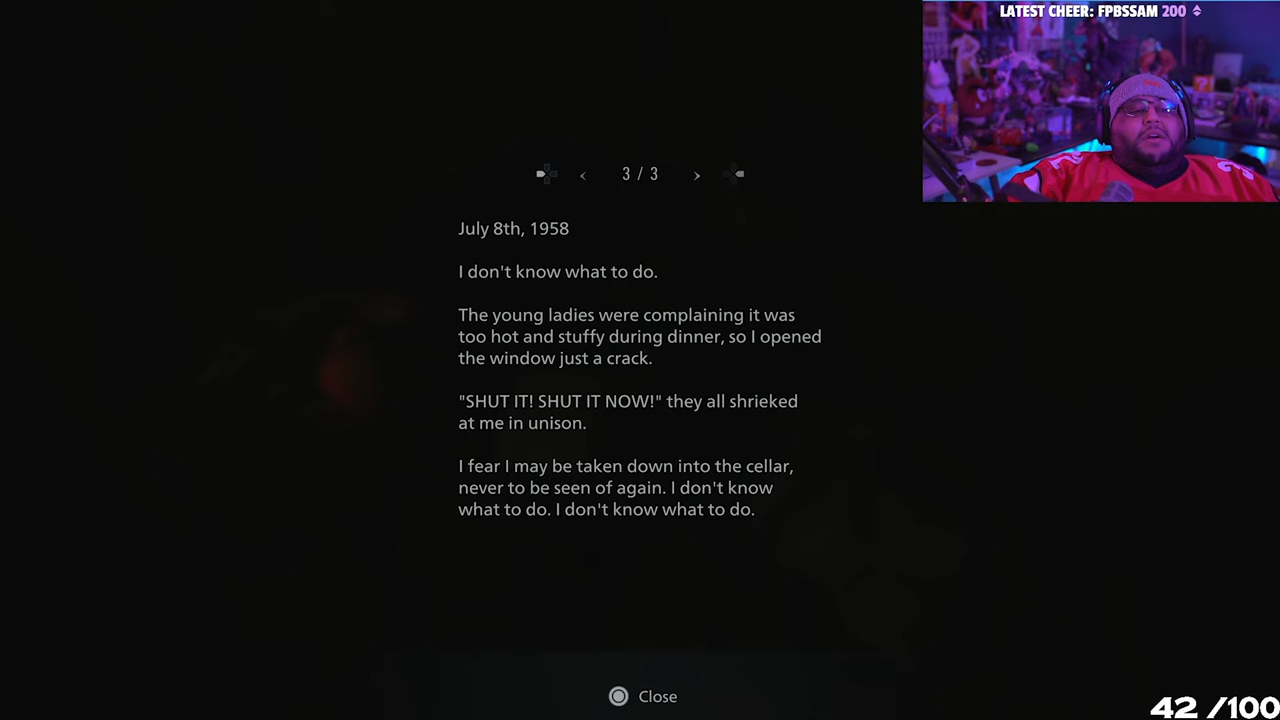 LATEST CHEER: FPBSSAM 200
< 3 / 3 >
July 8th, 1958
I don't know what to do.
The young ladies were complaining it was
too hot and stuffy during dinner, so I opened
the window just a crack.
"SHUT IT! SHUT IT NOW!" they all shrieked
at me in unison.
I fear I may be taken down into the cellar,
never to be seen of again. I don't know
what to do. I don't know what to do.
Close
42 /100